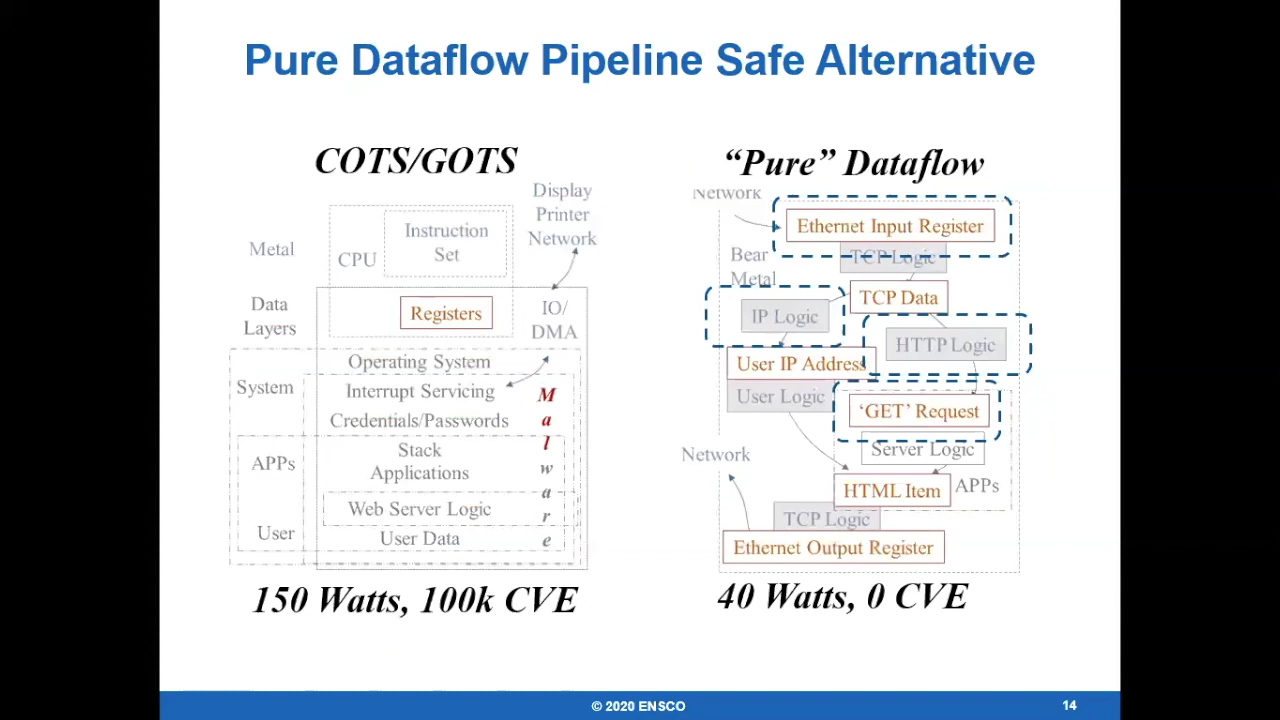 Pure Dataflow Pipeline Safe Alternative
COTS/GOTS
Display
Printer
Network
Instruction
Set
Metal
CPU
Data
Layers
Registers
IO/
DMA
Operating System
System
Interrupt Servicing
Credentials/Passwords
Malware
APPs
Stack
Applications
Web Server Logic
User
User Data
150 Watts, 100k CVE
“Pure” Dataflow
Network
Ethernet Input Register
TCP Logic
Bear
Metal
TCP Data
IP Logic
HTTP Logic
User IP Address
User Logic
‘GET’ Request
Server Logic
Network
HTML Item
APPs
TCP Logic
Ethernet Output Register
40 Watts, 0 CVE
© 2020 ENSCO
14